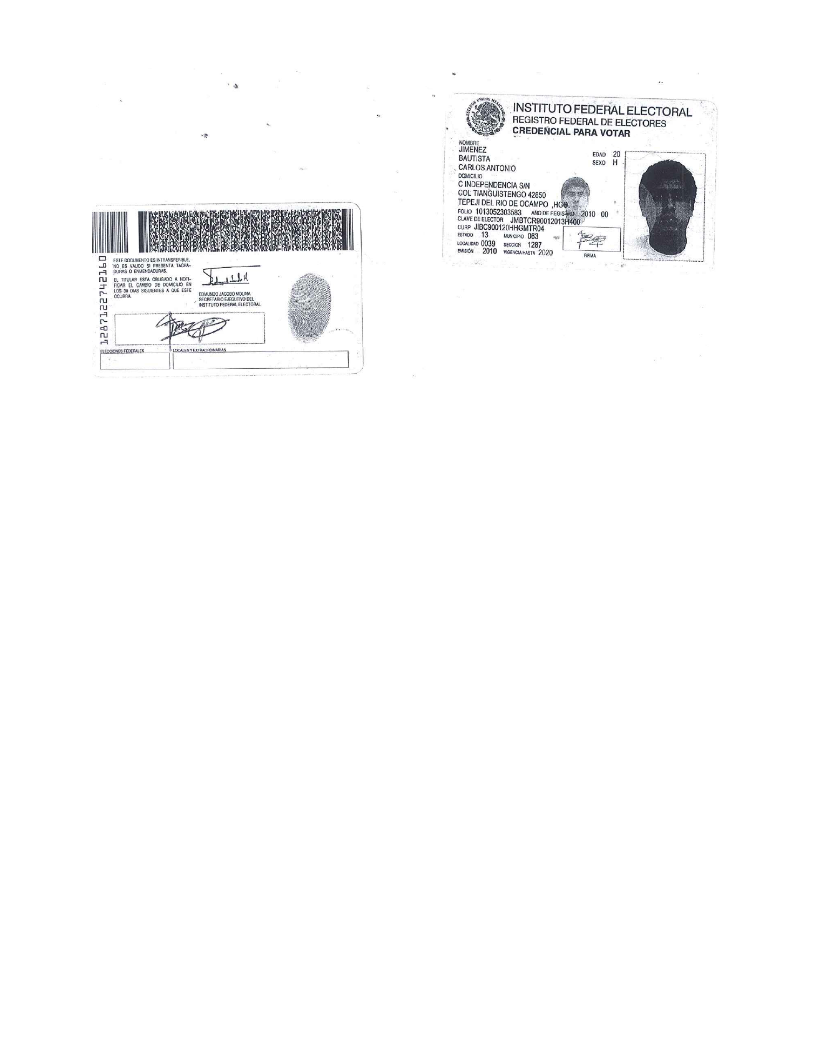 INSTITUTO FEDERAL ELECTORAL
REGISTRO FEDERAL DE ELECTORES
CREDENCIAL PARA VOTAR
NOMBRE
JIMENEZ
BAUTISTA
CARLOS ANTONIO
EDAD 20
SEXO H
DOMICILIO
C INDEPENDENCIA S/N
COL TIANGUISTENGO 42850
TEPEJI DEL RIO DE OCAMPO ,HGO.
FOLIO 1013052303583 AÑO DE REGISTRO 2010 00
CLAVE DE ELECTOR JMBTCR90012013H400
CURP JIBC900120HHGMTR04
ESTADO 13 MUNICIPIO 063
LOCALIDAD 0039 SECCION 1287
EMISIÓN 2010 VIGENCIA HASTA 2020
FIRMA
ESTE DOCUMENTO ES INTRANSFERIBLE,
NO ES VALIDO SI PRESENTA TACHA-
DURAS O ENMENDADURAS.
EL TITULAR ESTA OBLIGADO A NOTI-
FICAR EL CAMBIO DE DOMICILIO EN
LOS 30 DIAS SIGUIENTES A QUE ESTE
OCURRA.
EDMUNDO JACOBO MOLINA
SECRETARIO EJECUTIVO DEL
INSTITUTO FEDERAL ELECTORAL
ELECCIONES FEDERALES
LOCALES Y EXTRAORDINARIAS